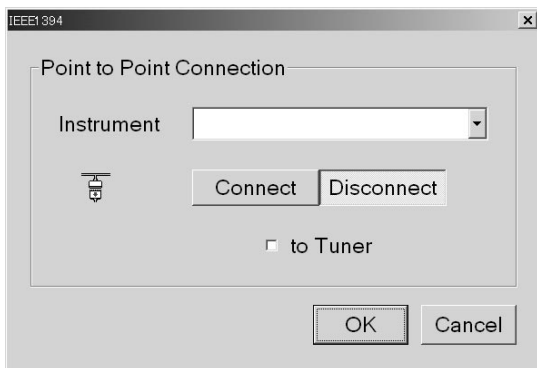 IEEE1394
Point to Point Connection
Instrument
Connect Disconnect
to Tuner
OK Cancel